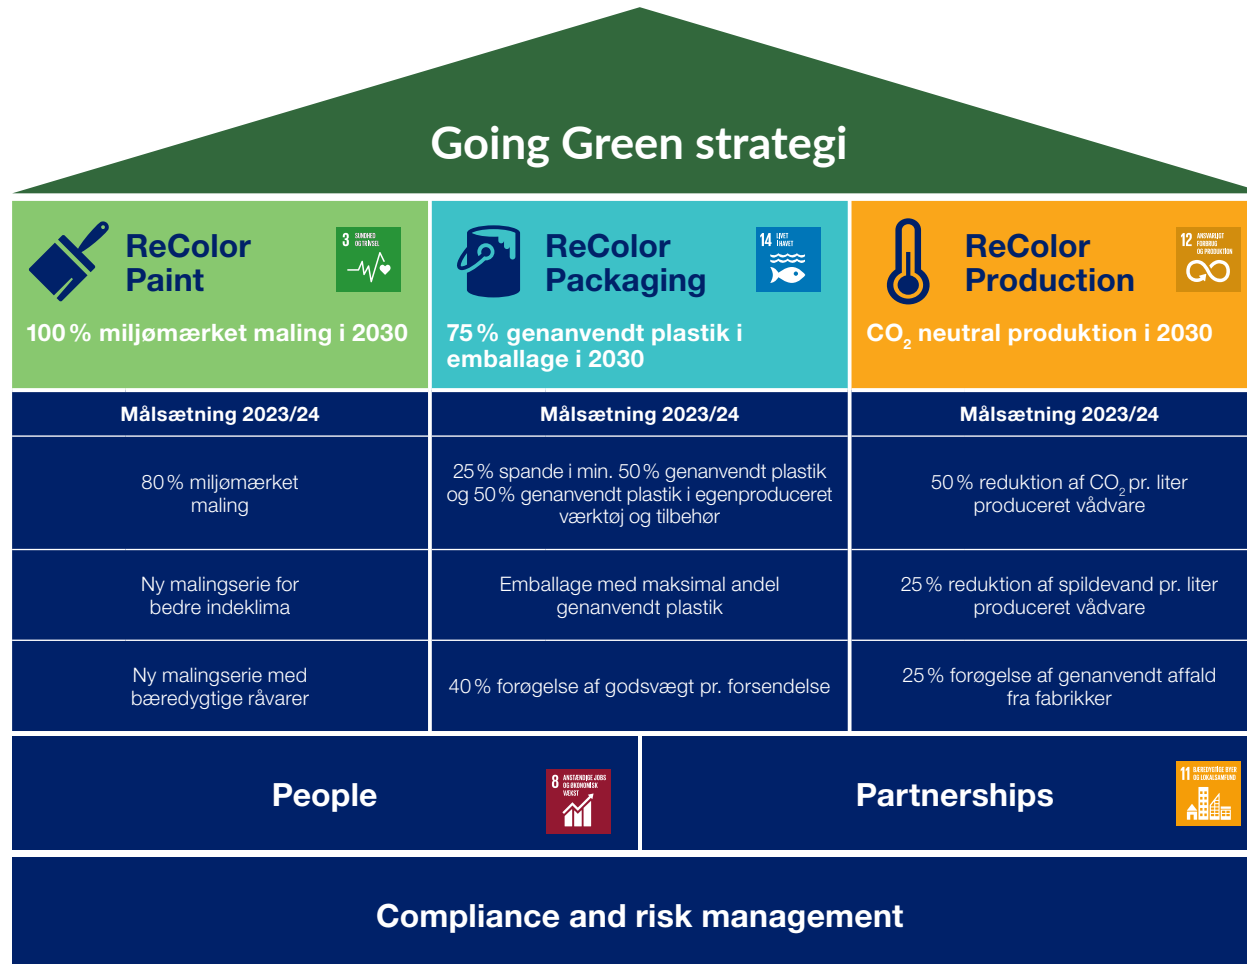 Going Green strategi
ReColor
Paint
3 SUNDHED
OG TRIVSEL
100 % miljømærket maling i 2030
ReColor
Packaging
14 LIVET
I HAVET
75 % genanvendt plastik i
emballage i 2030
ReColor
Production
12 ANSVARLIGT
FORBRUG
OG PRODUKTION
CO₂ neutral produktion i 2030
Målsætning 2023/24
Målsætning 2023/24
Målsætning 2023/24
80 % miljømærket
maling
25 % spande i min. 50 % genanvendt plastik
og 50 % genanvendt plastik i egenproduceret
værktøj og tilbehør
50 % reduktion af CO₂ pr. liter
produceret vådvare
Ny malingserie for
bedre indeklima
Emballage med maksimal andel
genanvendt plastik
25 % reduktion af spildevand pr. liter
produceret vådvare
Ny malingserie med
bæredygtige råvarer
40 % forøgelse af godsvægt pr. forsendelse
25 % forøgelse af genanvendt affald
fra fabrikker
People
8 ANSTÆNDIGE JOBS
OG ØKONOMISK
VÆKST
Partnerships
11 BÆREDYGTIGE BYER
OG LOKALSAMFUND
Compliance and risk management